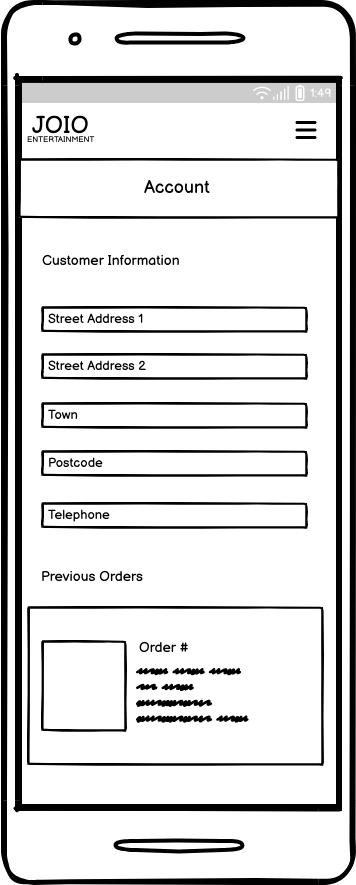 1:49
JOIO
ENTERTAINMENT
Account
Customer Information
Street Address 1
Street Address 2
Town
Postcode
Telephone
Previous Orders
Order #